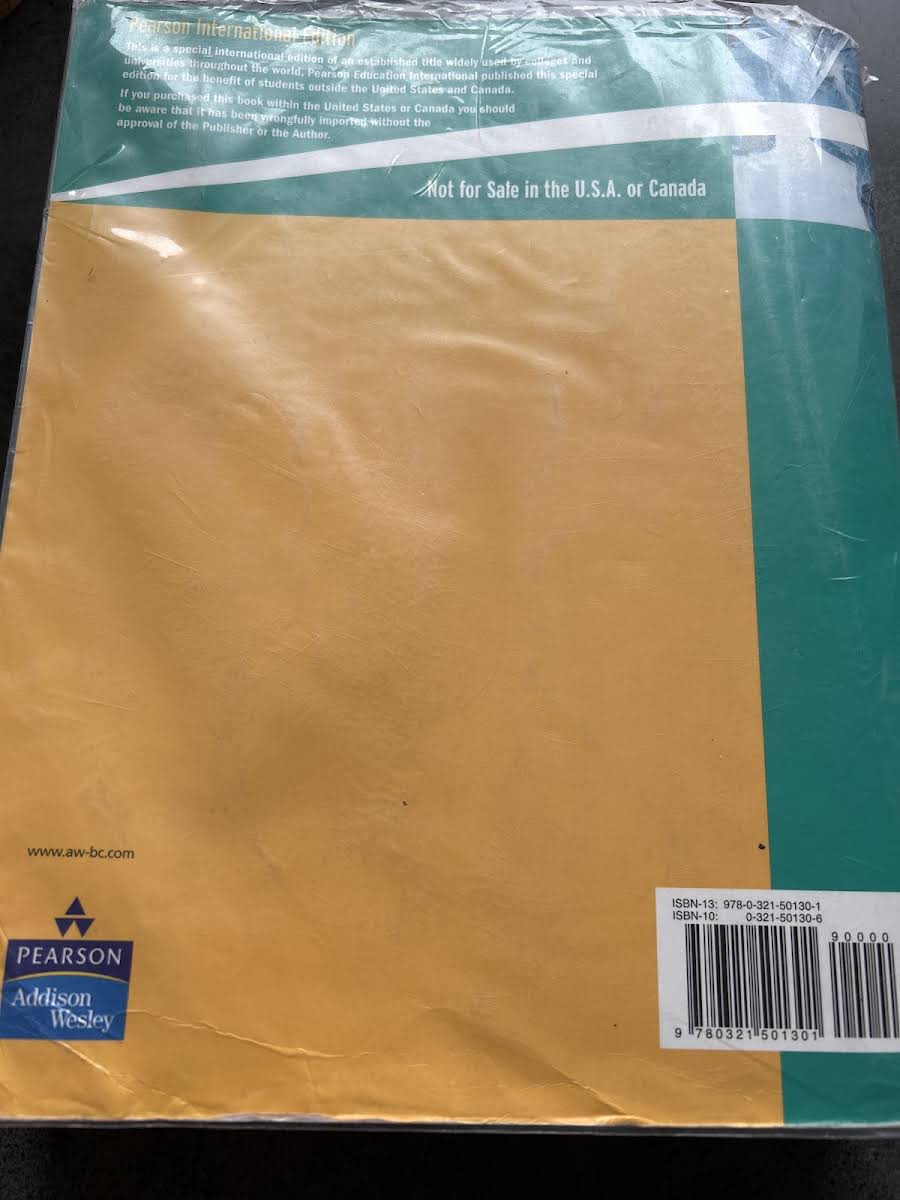 Pearson International Edition
This is a special international edition of an established title widely used by colleges and
universities throughout the world. Pearson Education International published this special
edition for the benefit of students outside the United States and Canada.
If you purchased this book within the United States or Canada you should
be aware that it has been wrongfully imported without the
approval of the Publisher or the Author.
Not for Sale in the U.S.A. or Canada
www.aw-bc.com
PEARSON
Addison
Wesley
ISBN-13: 978-0-321-50130-1
ISBN-10: 0-321-50130-6
90000
9 780321 501301